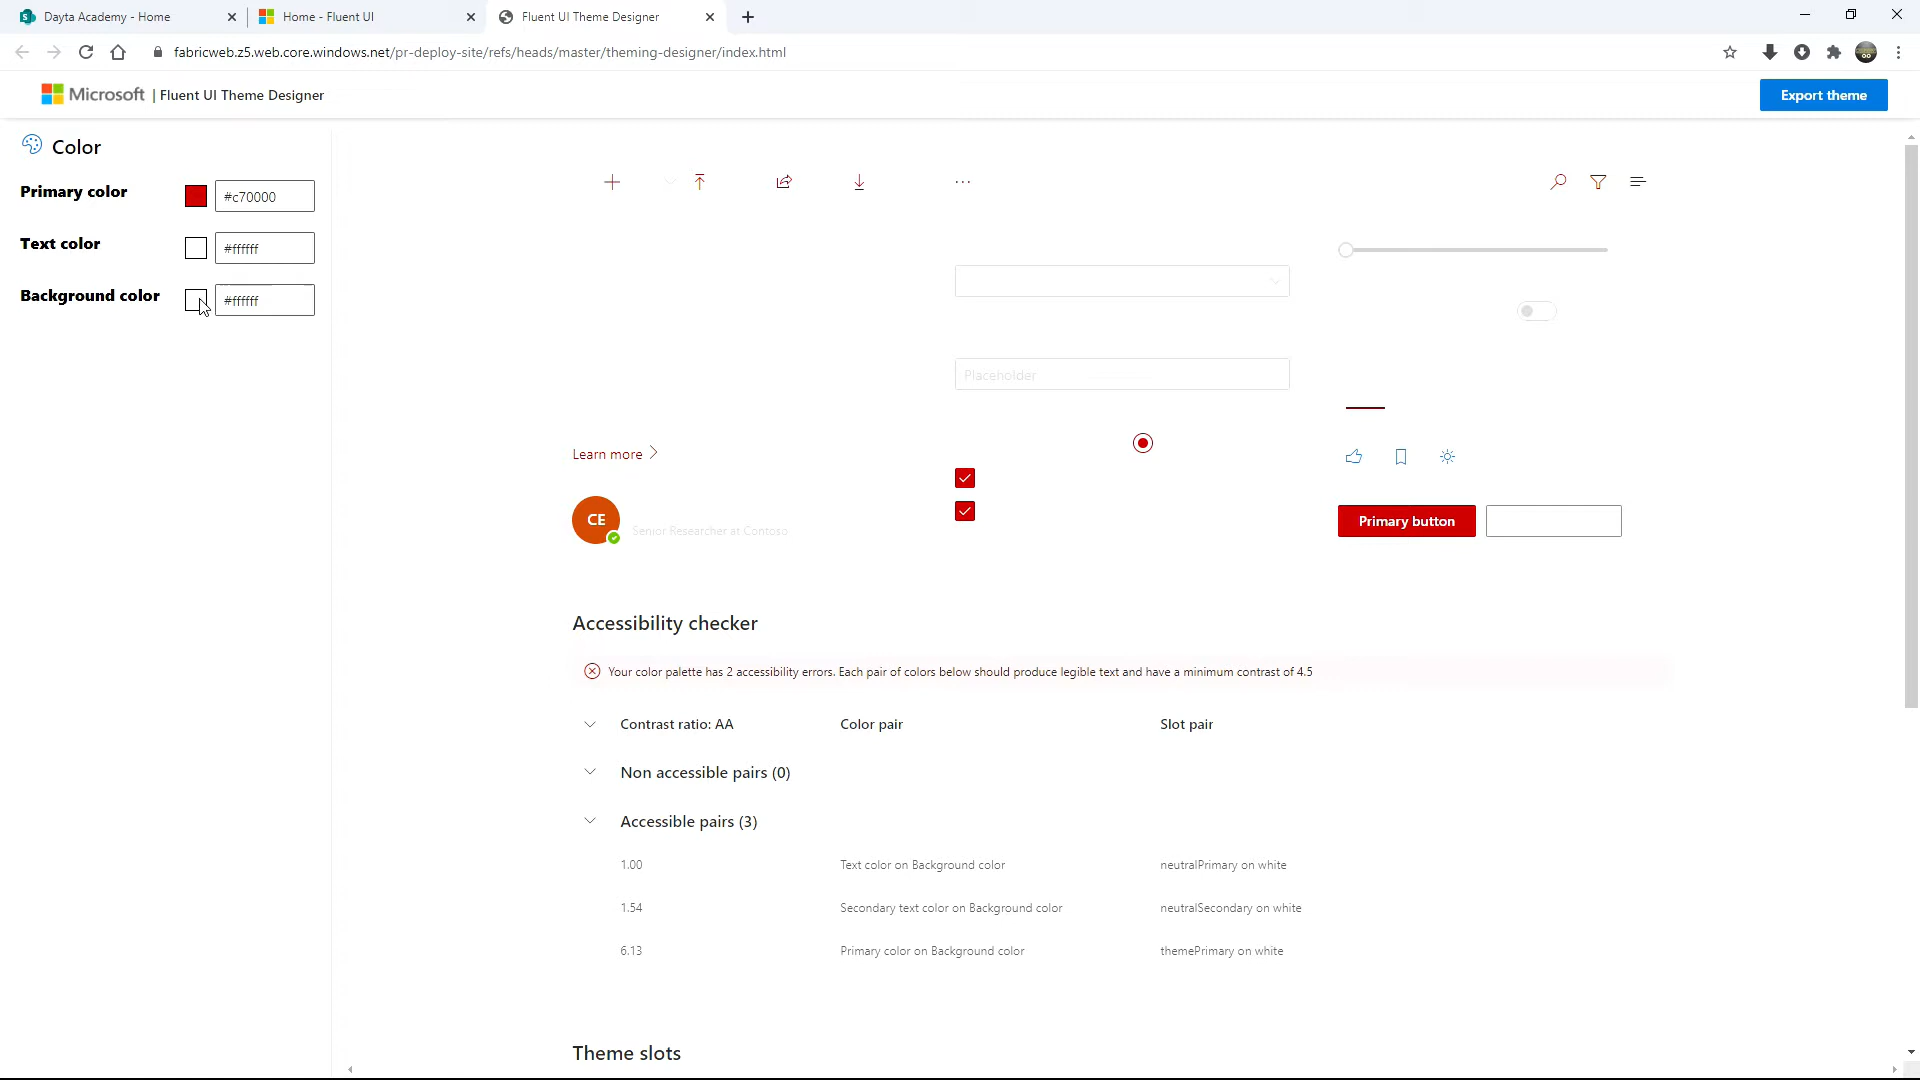 Dayta Academy - Home
Home - Fluent UI
Fluent UI Theme Designer
fabricweb.z5.web.core.windows.net/pr-deploy-site/refs/heads/master/theming-designer/index.html
Microsoft | Fluent UI Theme Designer
Export theme
Color
Primary color
#c70000
Text color
#ffffff
Background color
#ffffff
Placeholder
Learn more
CE
Senior Researcher at Contoso
Primary button
Accessibility checker
Your color palette has 2 accessibility errors. Each pair of colors below should produce legible text and have a minimum contrast of 4.5
Contrast ratio: AA Color pair Slot pair
Non accessible pairs (0)
Accessible pairs (3)
1.00 Text color on Background color neutralPrimary on white
1.54 Secondary text color on Background color neutralSecondary on white
6.13 Primary color on Background color themePrimary on white
Theme slots